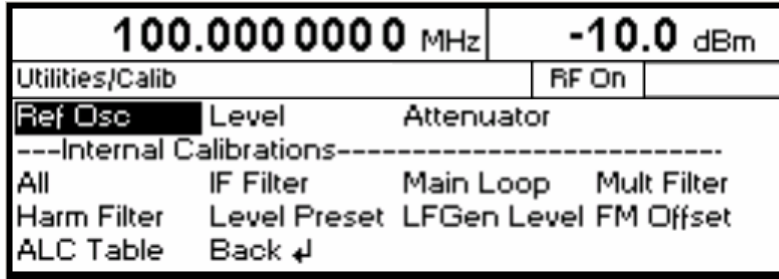 100.000 000 0 MHz -10.0 dBm
Utilities/Calib RF On
Ref Osc Level Attenuator
---Internal Calibrations---------------------------
All IF Filter Main Loop Mult Filter
Harm Filter Level Preset LFGen Level FM Offset
ALC Table Back ↲